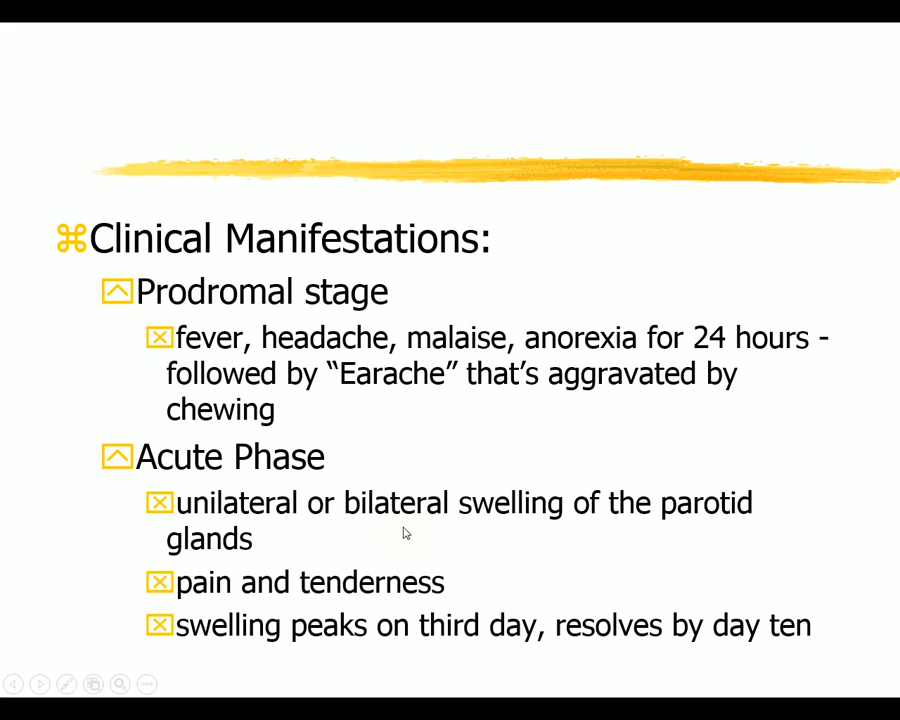 Clinical Manifestations:
Prodromal stage
fever, headache, malaise, anorexia for 24 hours -
followed by “Earache” that’s aggravated by
chewing
Acute Phase
unilateral or bilateral swelling of the parotid
glands
pain and tenderness
swelling peaks on third day, resolves by day ten